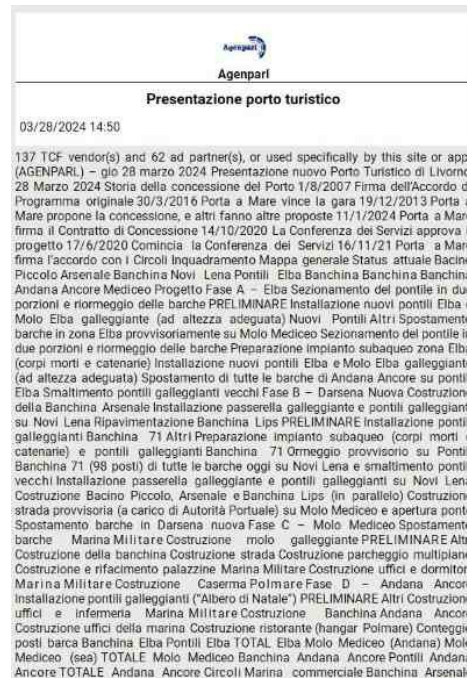 Agenparl
Agenparl
Presentazione porto turistico
03/28/2024 14:50
137 TCF vendor(s) and 62 ad partner(s), or used specifically by this site or app
(AGENPARL) – gio 28 marzo 2024 Presentazione nuovo Porto Turistico di Livorno
28 Marzo 2024 Storia della concessione del Porto 1/8/2007 Firma dell'Accordo d
Programma originale 30/3/2016 Porta a Mare vince la gara 19/12/2013 Porta
Mare propone la concessione, e altri fanno altre proposte 11/1/2024 Porta a Mar
firma il Contratto di Concessione 14/10/2020 La Conferenza dei Servizi approva i
progetto 17/6/2020 Comincia la Conferenza dei Servizi 16/11/21 Porta a Mar
firma l'accordo con i Circoli Inquadramento Mappa generale Status attuale Bacino
Piccolo Arsenale Banchina Novi Lena Pontili Elba Banchina Banchina Banchina
Andana Ancore Mediceo Progetto Fase A – Elba Sezionamento del pontile in due
porzioni e riormeggio delle barche PRELIMINARE Installazione nuovi pontili Elba
Molo Elba galleggiante (ad altezza adeguata) Nuovi Pontili Altri Spostamento
barche in zona Elba provvisoriamente su Molo Mediceo Sezionamento del pontile in
due porzioni e riormeggio delle barche Preparazione impianto subaqueo zona Elba
(corpi morti e catenarie) Installazione nuovi pontili Elba e Molo Elba galleggiante
(ad altezza adeguata) Spostamento di tutte le barche di Andana Ancore su pontil
Elba Smaltimento pontili galleggianti vecchi Fase B – Darsena Nuova Costruzione
della Banchina Arsenale Installazione passerella galleggiante e pontili galleggiant
su Novi Lena Ripavimentazione Banchina Lips PRELIMINARE Installazione pontil
galleggianti Banchina 71 Altri Preparazione impianto subaqueo (corpi morti
catenarie) e pontili galleggianti Banchina 71 Ormeggio provvisorio su Pontil
Banchina 71 (98 posti) di tutte le barche oggi su Novi Lena e smaltimento pontil
vecchi Installazione passerella galleggiante e pontili galleggianti su Novi Lena
Costruzione Bacino Piccolo, Arsenale e Banchina Lips (in parallelo) Costruzion
strada provvisoria (a carico di Autorità Portuale) su Molo Mediceo e apertura ponte
Spostamento barche in Darsena nuova Fase C – Molo Mediceo Spostamento
barche Marina Militare Costruzione molo galleggiante PRELIMINARE Altri
Costruzione della banchina Costruzione strada Costruzione parcheggio multipiano
Costruzione e rifacimento palazzine Marina Militare Costruzione uffici e dormitor
Marina Militare Costruzione Caserma Polmare Fase D – Andana Ancore
Installazione pontili galleggianti ("Albero di Natale") PRELIMINARE Altri Costruzione
uffici e infermeria Marina Militare Costruzione Banchina Andana Ancore
Costruzione uffici della marina Costruzione ristorante (hangar Polmare) Conteggio
posti barca Banchina Elba Pontili Elba TOTAL Elba Molo Mediceo (Andana) Molo
Mediceo (sea) TOTALE Molo Mediceo Banchina Andana Ancore Pontili Andana
Ancore TOTALE Andana Ancore Circoli Marina commerciale Banchina Arsenale